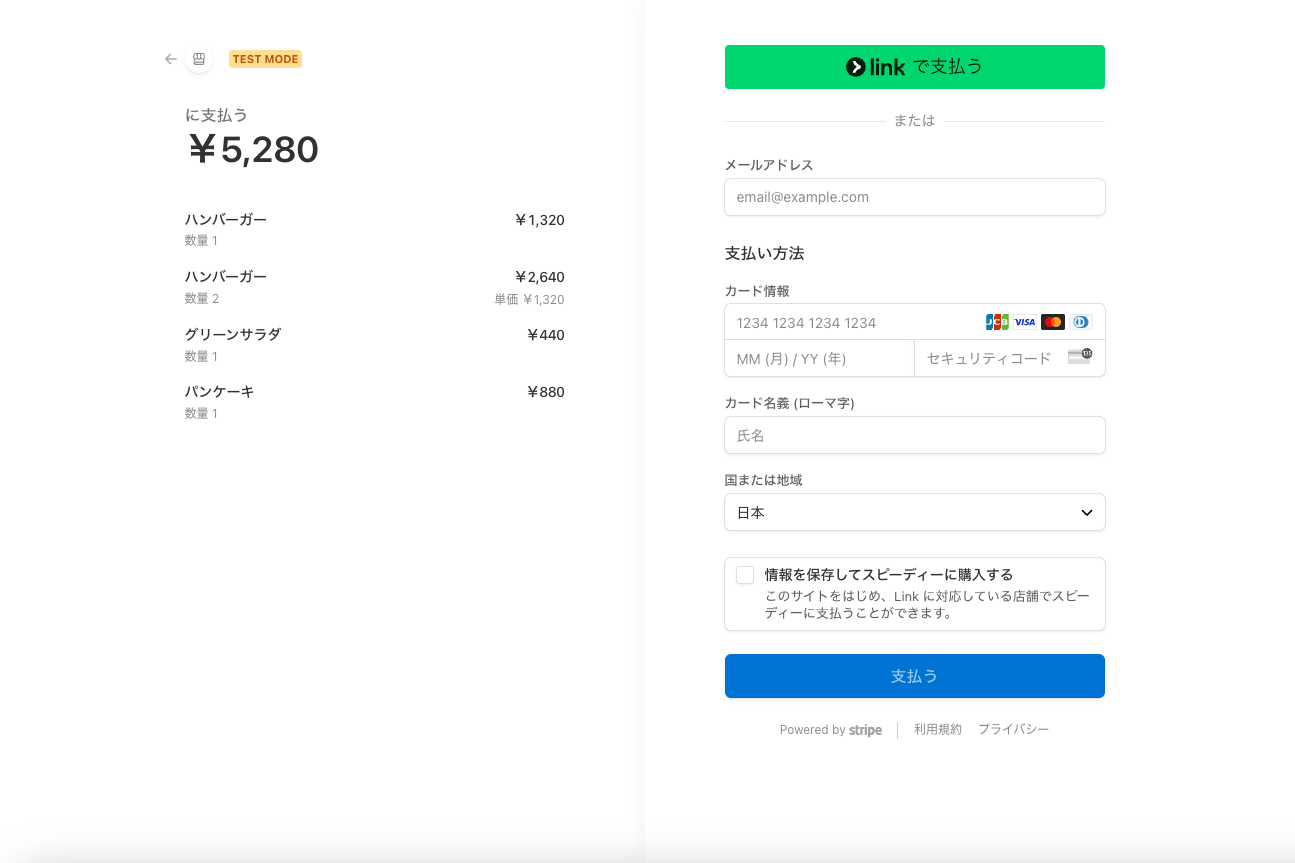 TEST MODE
に支払う
￥5,280
ハンバーガー ￥1,320
数量 1
ハンバーガー ￥2,640
数量 2 単価 ￥1,320
グリーンサラダ ￥440
数量 1
パンケーキ ￥880
数量 1
link で支払う
または
メールアドレス
email@example.com
支払い方法
カード情報
1234 1234 1234 1234 JCB VISA
MM (月) / YY (年) セキュリティコード 135
カード名義 (ローマ字)
氏名
国または地域
日本
情報を保存してスピーディーに購入する
このサイトをはじめ、Link に対応している店舗でスピー
ディーに支払うことができます。
支払う
Powered by stripe 利用規約 プライバシー